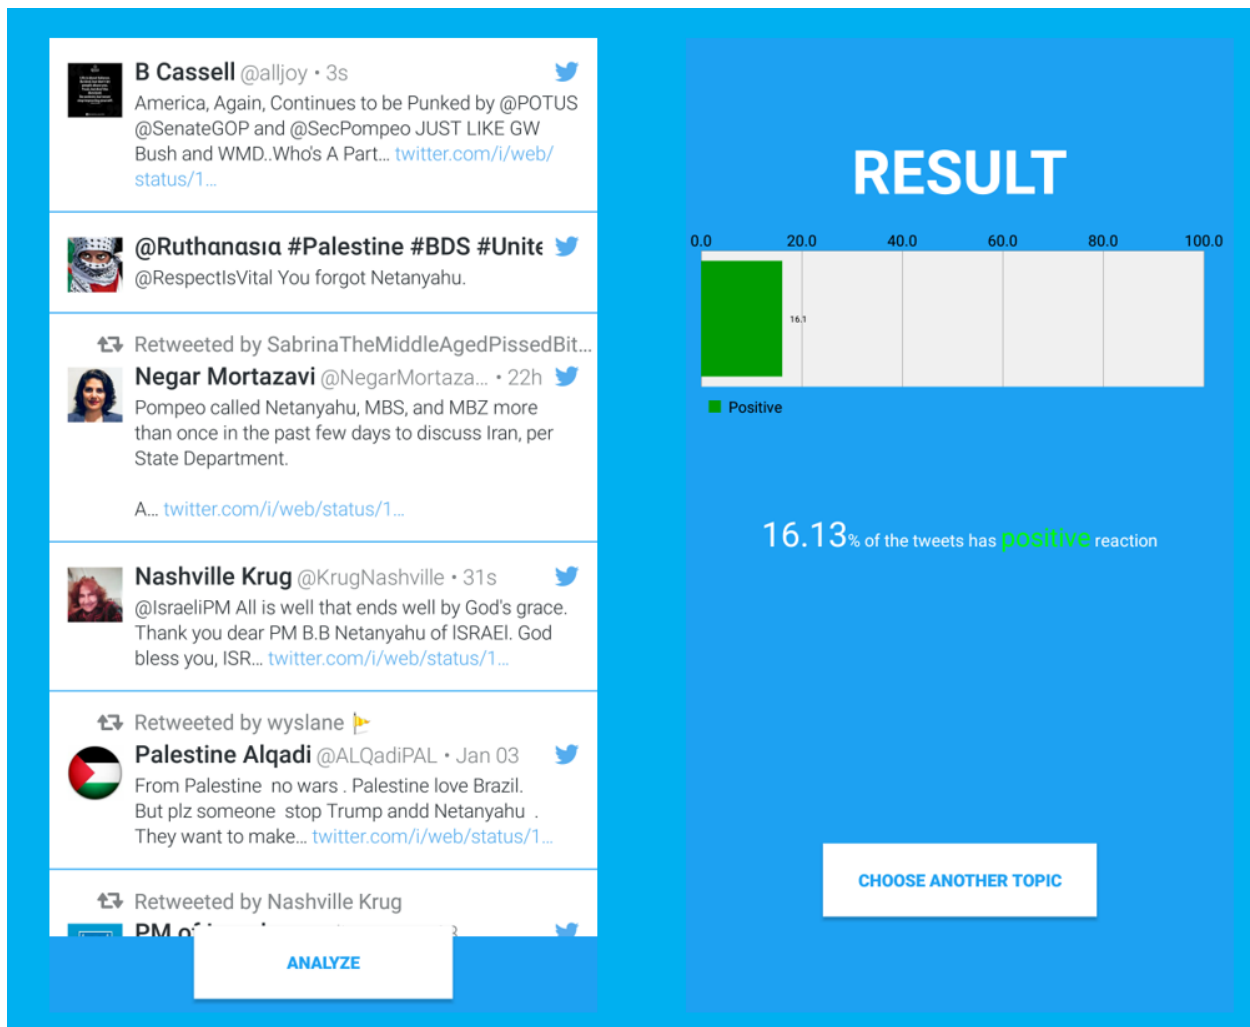 B Cassell @alljoy • 3s
America, Again, Continues to be Punked by @POTUS
@SenateGOP and @SecPompeo JUST LIKE GW
Bush and WMD..Who's A Part... twitter.com/i/web/
status/1...
@Ruthαnαsıα #Palestine #BDS #Unite
@RespectIsVital You forgot Netanyahu.
Retweeted by SabrinaTheMiddleAgedPissedBit...
Negar Mortazavi @NegarMortaza... • 22h
Pompeo called Netanyahu, MBS, and MBZ more
than once in the past few days to discuss Iran, per
State Department.
A... twitter.com/i/web/status/1...
Nashville Krug @KrugNashville • 31s
@IsraeliPM All is well that ends well by God's grace.
Thank you dear PM B.B Netanyahu of lSRAEl. God
bless you, ISR... twitter.com/i/web/status/1...
Retweeted by wyslane
Palestine Alqadi @ALQadiPAL • Jan 03
From Palestine no wars . Palestine love Brazil.
But plz someone stop Trump andd Netanyahu .
They want to make... twitter.com/i/web/status/1...
Retweeted by Nashville Krug
PM of
ANALYZE
RESULT
0.0 20.0 40.0 60.0 80.0 100.0
16.1
Positive
16.13% of the tweets has positive reaction
CHOOSE ANOTHER TOPIC